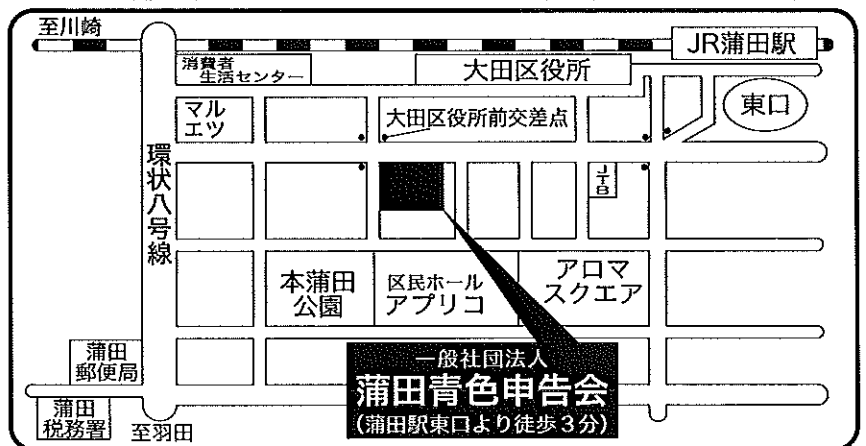 至川崎
JR蒲田駅
消費者
生活センター
大田区役所
東口
マル
エツ
大田区役所前交差点
環状八号線
JTB
本蒲田
公園
区民ホール
アプリコ
アロマ
スクエア
蒲田
郵便局
一般社団法人
蒲田青色申告会
(蒲田駅東口より徒歩3分)
蒲田
税務署
至羽田